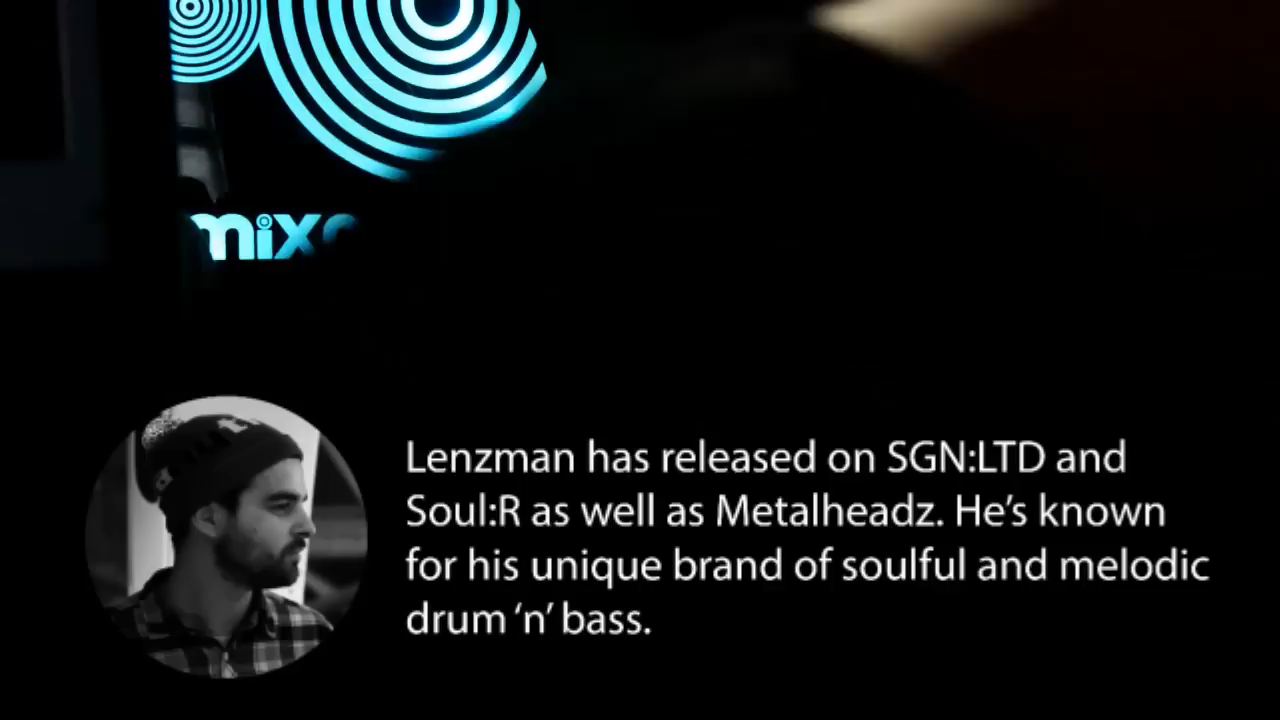 mix
Lenzman has released on SGN:LTD and
Soul:R as well as Metalheadz. He’s known
for his unique brand of soulful and melodic
drum ‘n’ bass.